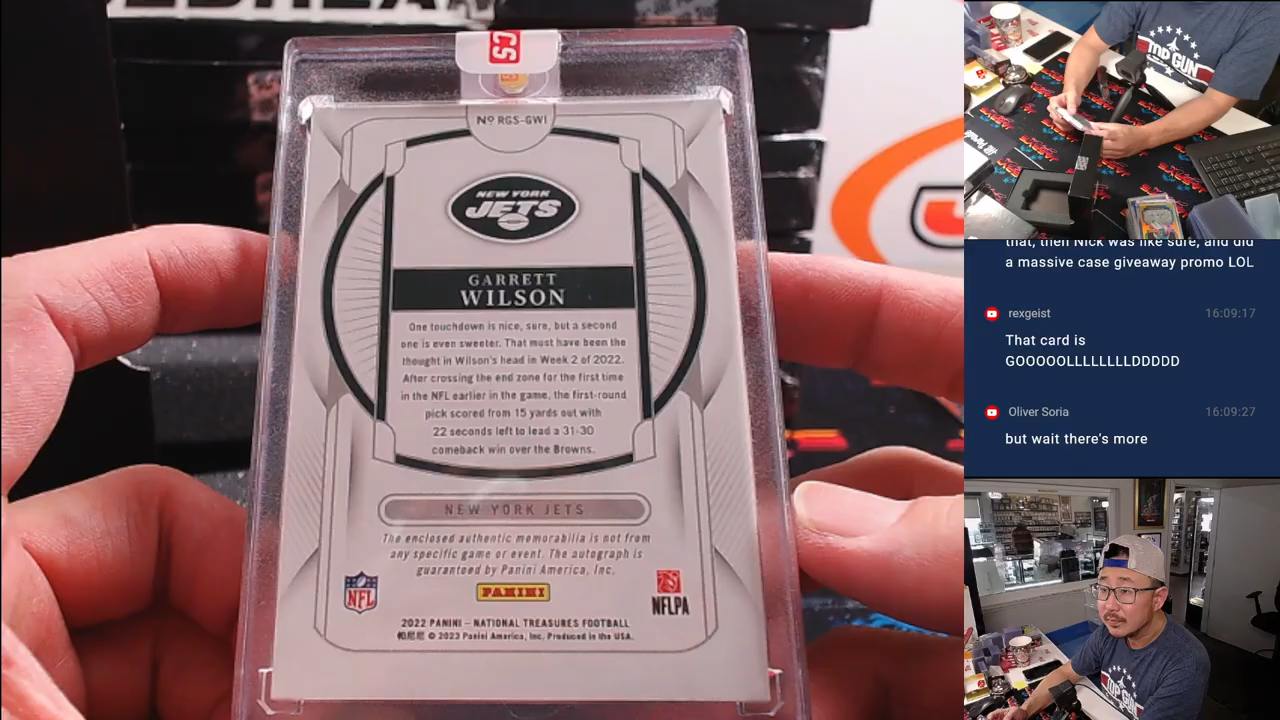 Nº RGS-GWI
NEW YORK
JETS
GARRETT
WILSON
One touchdown is nice, sure, but a second
one is even sweeter. That must have been the
thought in Wilson's head in Week 2 of 2022.
After crossing the end zone for the first time
in the NFL earlier in the game, the first-round
pick scored from 15 yards out with
22 seconds left to lead a 31-30
comeback win over the Browns.
NEW YORK JETS
The enclosed authentic memorabilia is not from
any specific game or event. The autograph is
guaranteed by Panini America, Inc.
NFL
PANINI
NFLPA
2022 PANINI – NATIONAL TREASURES FOOTBALL
帕尼尼 © 2023 Panini America, Inc. Produced in the USA.
TOP GUN
that, then Nick was like sure, and did
a massive case giveaway promo LOL
rexgeist 16:09:17
That card is
GOOOOOLLLLLLLLDDDDD
Oliver Soria 16:09:27
but wait there's more
TOP GUN